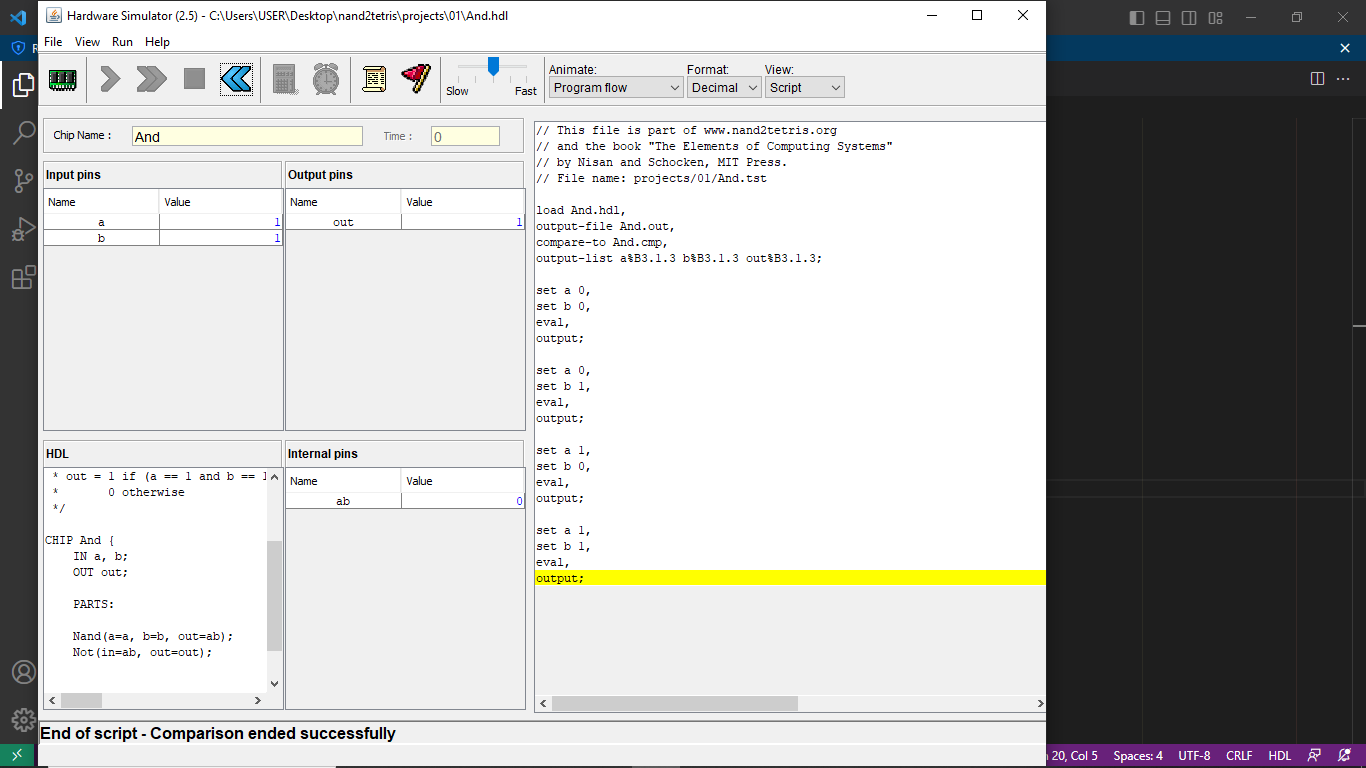 Hardware Simulator (2.5) - C:\Users\USER\Desktop\nand2tetris\projects\01\And.hdl
File View Run Help
Slow Fast
Animate: Format: View:
Program flow Decimal Script
Chip Name : And Time : 0
Input pins
Name Value
a 1
b 1
Output pins
Name Value
out 1
HDL
* out = 1 if (a == 1 and b == 1
* 0 otherwise
*/
CHIP And {
IN a, b;
OUT out;
PARTS:
Nand(a=a, b=b, out=ab);
Not(in=ab, out=out);
Internal pins
Name Value
ab 0
// This file is part of www.nand2tetris.org
// and the book "The Elements of Computing Systems"
// by Nisan and Schocken, MIT Press.
// File name: projects/01/And.tst
load And.hdl,
output-file And.out,
compare-to And.cmp,
output-list a%B3.1.3 b%B3.1.3 out%B3.1.3;
set a 0,
set b 0,
eval,
output;
set a 0,
set b 1,
eval,
output;
set a 1,
set b 0,
eval,
output;
set a 1,
set b 1,
eval,
output;
End of script - Comparison ended successfully
20, Col 5 Spaces: 4 UTF-8 CRLF HDL